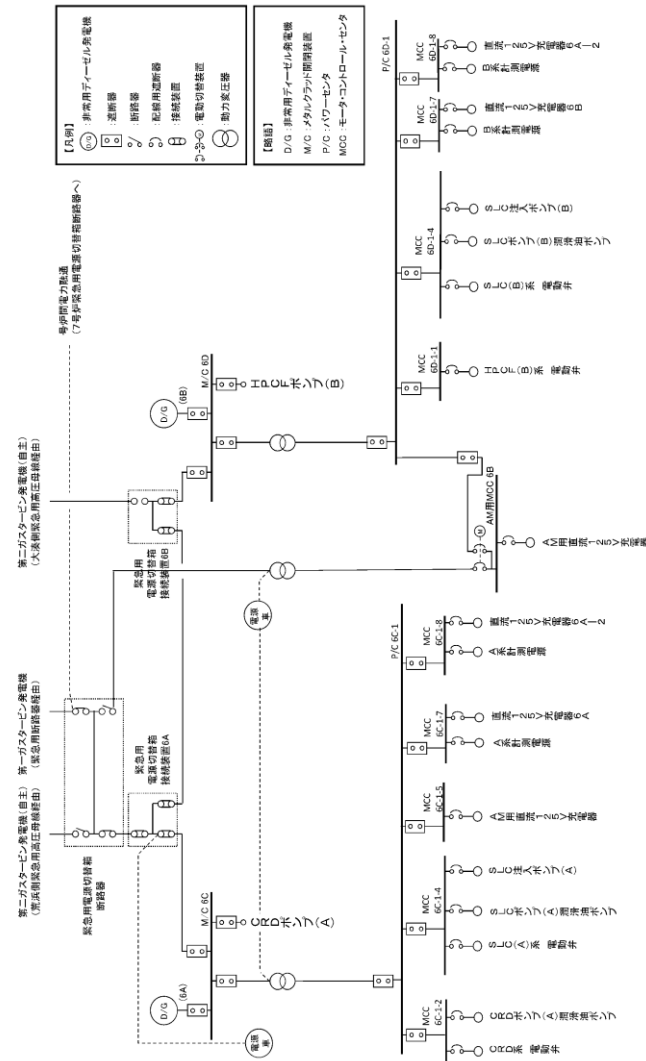 【凡例】
D/G :非常用ディーゼル発電機
:遮断器
:断路器
:配線用遮断器
:接続装置
M :電動切替装置
:動力変圧器
【略語】
D/G :非常用ディーゼル発電機
M/C :メタルクラッド開閉装置
P/C :パワーセンタ
MCC :モータ・コントロール・センタ
号炉間電力融通
(7号炉緊急用電源切替箱断路器へ)
第二ガスタービン発電機(自主)
(荒浜側緊急用高圧母線経由)
第一ガスタービン発電機
(緊急用断路器経由)
第二ガスタービン発電機(自主)
(大湊側緊急用高圧母線経由)
緊急用電源切替箱
断路器
緊急用
電源切替箱
接続装置6A
緊急用
電源切替箱
接続装置6B
D/G
(6A)
M/C 6C
CRDポンプ(A)
電源
車
D/G
(6B)
M/C 6D
HPCFポンプ(B)
電源
車
P/C 6C-1
MCC
6C-1-2
CRD系 電動弁
CRDポンプ(A)潤滑油ポンプ
MCC
6C-1-4
SLC(A)系 電動弁
SLCポンプ(A)潤滑油ポンプ
SLC注入ポンプ(A)
MCC
6C-1-5
AM用直流125V充電器
MCC
6C-1-7
A系計測電源
直流125V充電器6A
MCC
6C-1-8
A系計測電源
直流125V充電器6A-2
M
AM用MCC 6B
AM用直流125V充電器
P/C 6D-1
MCC
6D-1-1
HPCF(B)系 電動弁
MCC
6D-1-4
SLC(B)系 電動弁
SLCポンプ(B)潤滑油ポンプ
SLC注入ポンプ(B)
MCC
6D-1-7
B系計測電源
直流125V充電器6B
MCC
6D-1-8
B系計測電源
直流125V充電器6A-2